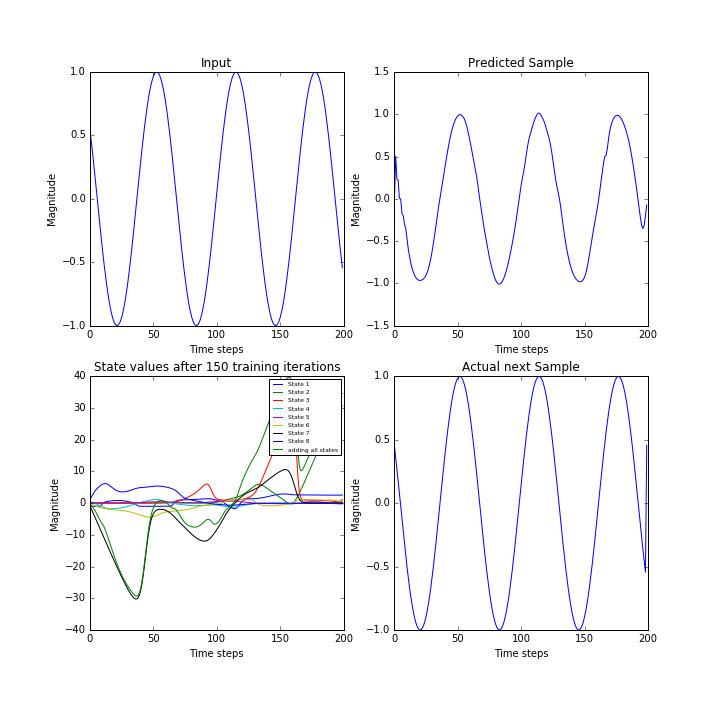 Input
1.0
0.5
0.0
−0.5
−1.0
Magnitude
0
50
100
150
200
Time steps
Predicted Sample
1.5
1.0
0.5
0.0
−0.5
−1.0
−1.5
Magnitude
0
50
100
150
200
Time steps
State values after 150 training iterations
40
30
20
10
0
−10
−20
−30
−40
Magnitude
State 1
State 2
State 3
State 4
State 5
State 6
State 7
State 8
adding all states
0
50
100
150
200
Time steps
Actual next Sample
1.0
0.5
0.0
−0.5
−1.0
Magnitude
0
50
100
150
200
Time steps